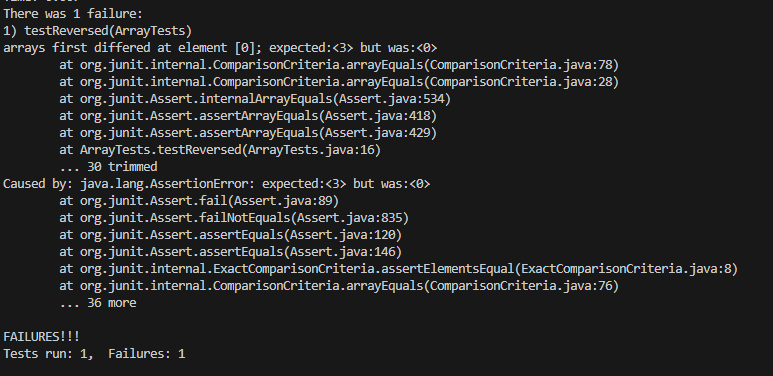 There was 1 failure:
1) testReversed(ArrayTests)
arrays first differed at element [0]; expected:<3> but was:<0>
at org.junit.internal.ComparisonCriteria.arrayEquals(ComparisonCriteria.java:78)
at org.junit.internal.ComparisonCriteria.arrayEquals(ComparisonCriteria.java:28)
at org.junit.Assert.internalArrayEquals(Assert.java:534)
at org.junit.Assert.assertArrayEquals(Assert.java:418)
at org.junit.Assert.assertArrayEquals(Assert.java:429)
at ArrayTests.testReversed(ArrayTests.java:16)
... 30 trimmed
Caused by: java.lang.AssertionError: expected:<3> but was:<0>
at org.junit.Assert.fail(Assert.java:89)
at org.junit.Assert.failNotEquals(Assert.java:835)
at org.junit.Assert.assertEquals(Assert.java:120)
at org.junit.Assert.assertEquals(Assert.java:146)
at org.junit.internal.ExactComparisonCriteria.assertElementsEqual(ExactComparisonCriteria.java:8)
at org.junit.internal.ComparisonCriteria.arrayEquals(ComparisonCriteria.java:76)
... 36 more
FAILURES!!!
Tests run: 1,  Failures: 1